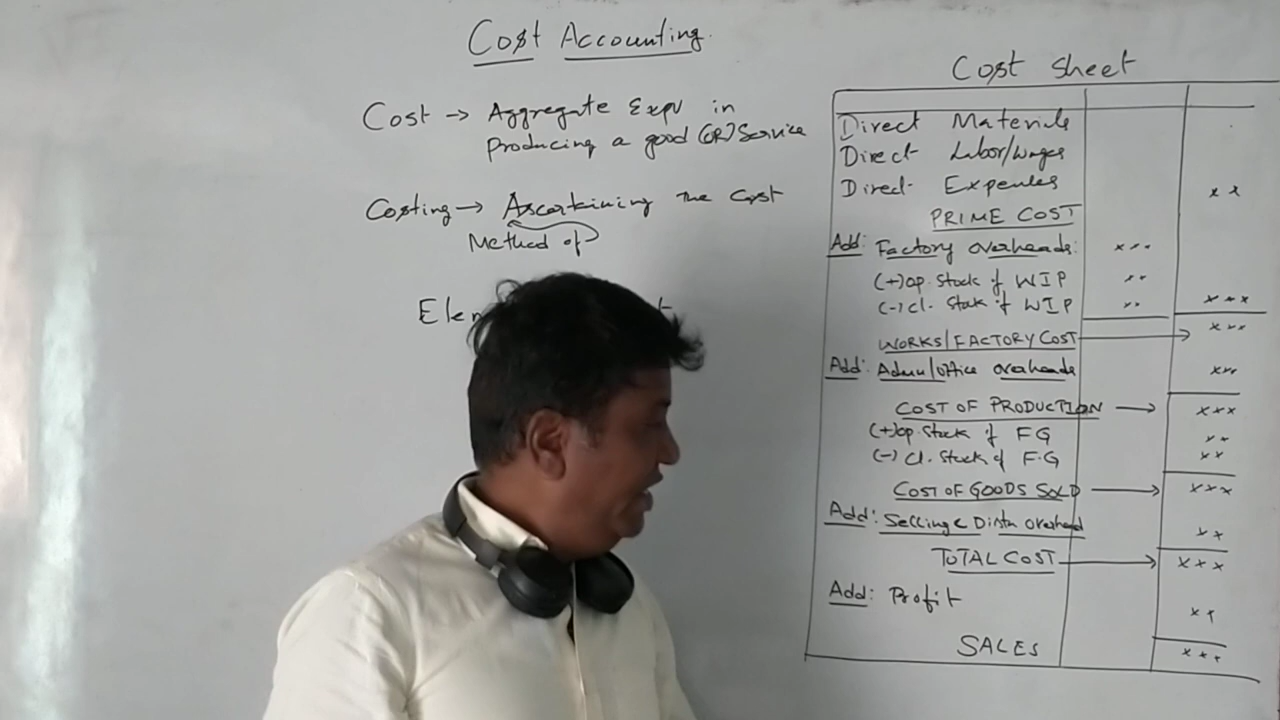 Cost Accounting.
Cost → Aggregate Expr in
producing a good (OR) Service
Costing → Ascertaining the Cost
Method of
Cost Sheet
Direct Materials
Direct Labor/Wages
Direct Expenses x x
PRIME COST
Add: Factory overheads: x x x
(+) op. stock of WIP x x
(-) cl. stock of WIP x x x x x
WORKS/FACTORY COST → x x x
Add: Admn/office overheads x x x
COST OF PRODUCTION → x x x
(+) op. stock of FG x x
(-) cl. stock of F.G x x
COST OF GOODS SOLD → x x x
Add: Selling & Distn overhead x x
TOTAL COST → x x x
Add: Profit x x
SALES x x x